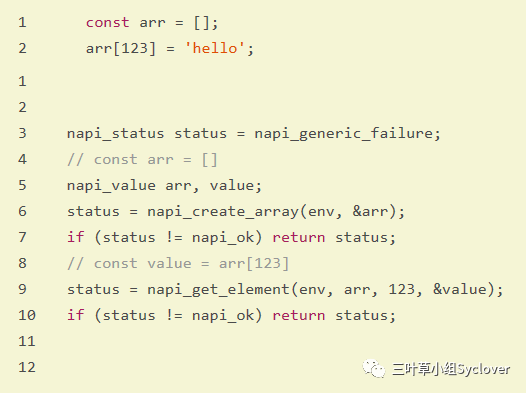 1 const arr = [];
2 arr[123] = 'hello';
1
2
3 napi_status status = napi_generic_failure;
4 // const arr = []
5 napi_value arr, value;
6 status = napi_create_array(env, &arr);
7 if (status != napi_ok) return status;
8 // const value = arr[123]
9 status = napi_get_element(env, arr, 123, &value);
10 if (status != napi_ok) return status;
11
12
三叶草小组Syclover